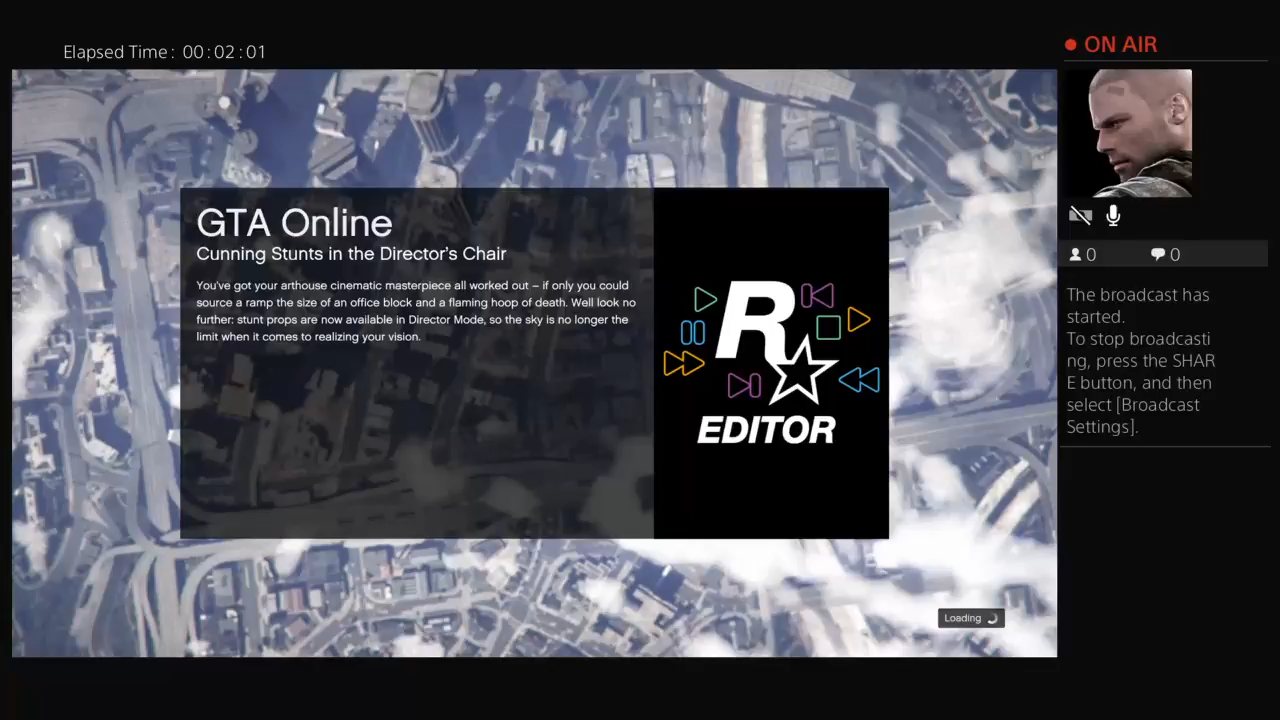 Elapsed Time: 00:02:01
ON AIR
GTA Online
Cunning Stunts in the Director's Chair
You've got your arthouse cinematic masterpiece all worked out – if only you could
source a ramp the size of an office block and a flaming hoop of death. Well look no
further: stunt props are now available in Director Mode, so the sky is no longer the
limit when it comes to realizing your vision.
R
EDITOR
0
0
The broadcast has
started.
To stop broadcasti
ng, press the SHAR
E button, and then
select [Broadcast
Settings].
Loading